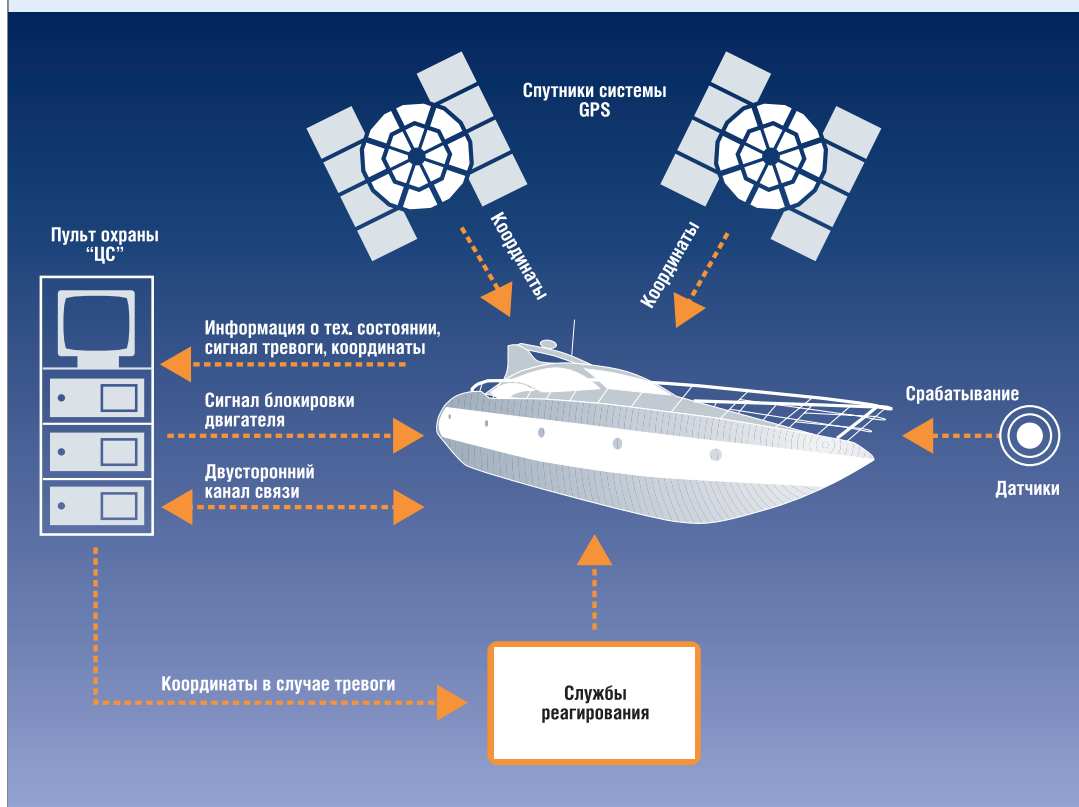 Спутники системы
GPS
Координаты
Координаты
Пульт охраны
“ЦС”
Информация о тех. состоянии,
сигнал тревоги, координаты
Сигнал блокировки
двигателя
Двусторонний
канал связи
Срабатывание
Датчики
Координаты в случае тревоги
Службы
реагирования